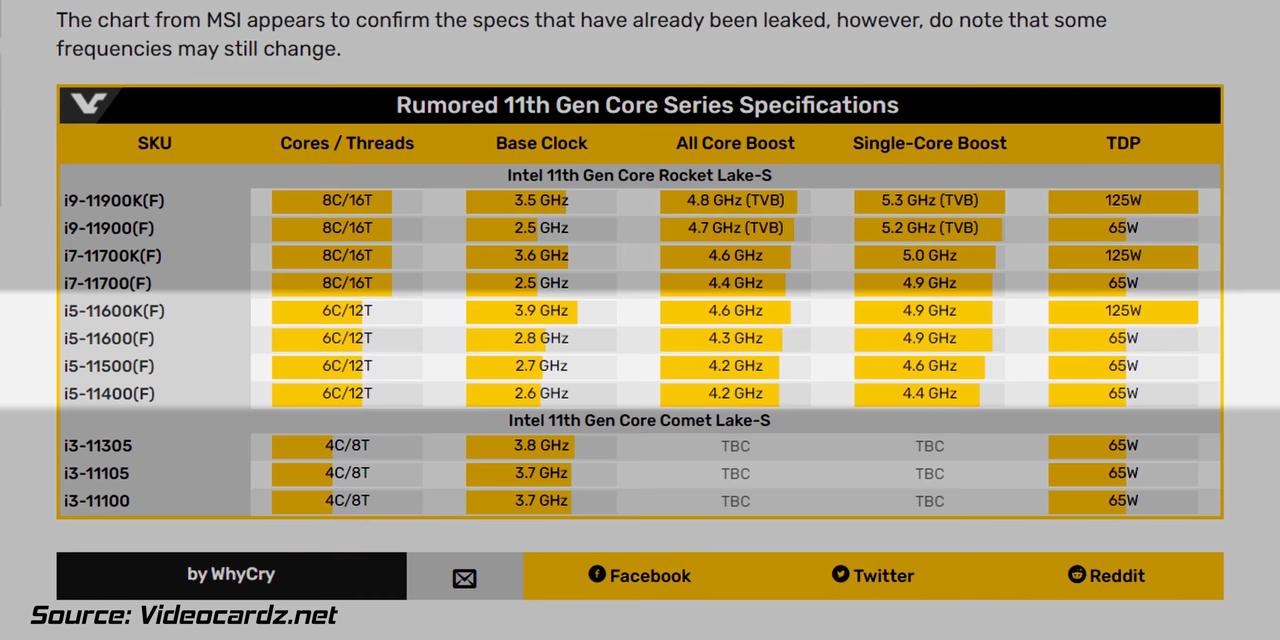 The chart from MSI appears to confirm the specs that have already been leaked, however, do note that some
frequencies may still change.
Rumored 11th Gen Core Series Specifications
SKU Cores / Threads Base Clock All Core Boost Single-Core Boost TDP
Intel 11th Gen Core Rocket Lake-S
i9-11900K(F) 8C/16T 3.5 GHz 4.8 GHz (TVB) 5.3 GHz (TVB) 125W
i9-11900(F) 8C/16T 2.5 GHz 4.7 GHz (TVB) 5.2 GHz (TVB) 65W
i7-11700K(F) 8C/16T 3.6 GHz 4.6 GHz 5.0 GHz 125W
i7-11700(F) 8C/16T 2.5 GHz 4.4 GHz 4.9 GHz 65W
i5-11600K(F) 6C/12T 3.9 GHz 4.6 GHz 4.9 GHz 125W
i5-11600(F) 6C/12T 2.8 GHz 4.3 GHz 4.9 GHz 65W
i5-11500(F) 6C/12T 2.7 GHz 4.2 GHz 4.6 GHz 65W
i5-11400(F) 6C/12T 2.6 GHz 4.2 GHz 4.4 GHz 65W
Intel 11th Gen Core Comet Lake-S
i3-11305 4C/8T 3.8 GHz TBC TBC 65W
i3-11105 4C/8T 3.7 GHz TBC TBC 65W
i3-11100 4C/8T 3.7 GHz TBC TBC 65W
by WhyCry Facebook Twitter Reddit
Source: Videocardz.net